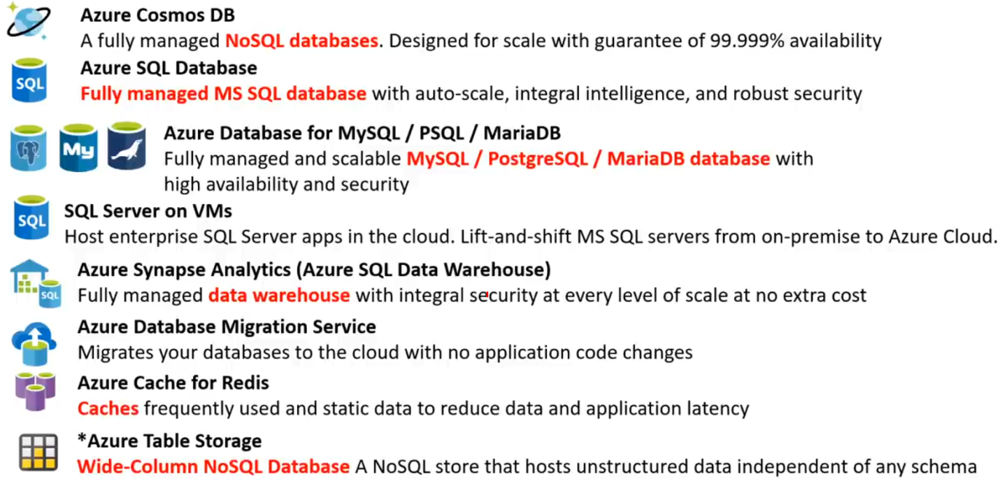 Azure Cosmos DB
A fully managed NoSQL databases. Designed for scale with guarantee of 99.999% availability
SQL
Azure SQL Database
Fully managed MS SQL database with auto-scale, integral intelligence, and robust security
My
Azure Database for MySQL / PSQL / MariaDB
Fully managed and scalable MySQL / PostgreSQL / MariaDB database with
high availability and security
SQL
SQL Server on VMs
Host enterprise SQL Server apps in the cloud. Lift-and-shift MS SQL servers from on-premise to Azure Cloud.
SQL
Azure Synapse Analytics (Azure SQL Data Warehouse)
Fully managed data warehouse with integral security at every level of scale at no extra cost
Azure Database Migration Service
Migrates your databases to the cloud with no application code changes
Azure Cache for Redis
Caches frequently used and static data to reduce data and application latency
*Azure Table Storage
Wide-Column NoSQL Database A NoSQL store that hosts unstructured data independent of any schema